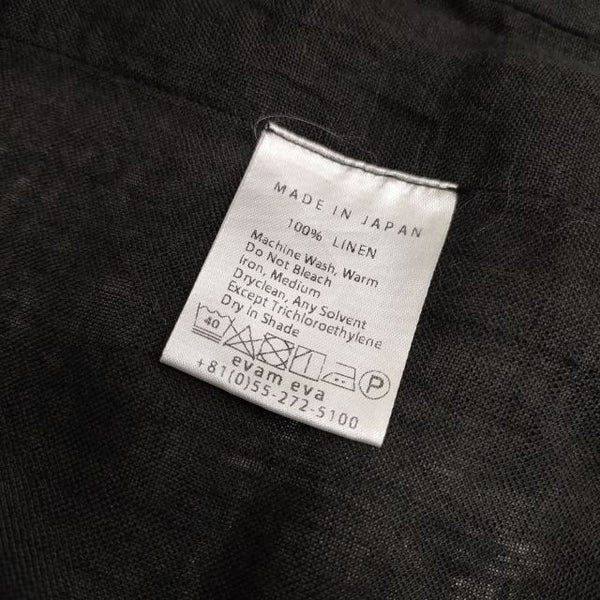 MADE IN JAPAN
100% LINEN
Machine Wash, Warm
Do Not Bleach
Iron, Medium
Dryclean, Any Solvent
Except Trichloroethylene
Dry in Shade
40 P
evam eva
+81(0)55-272-5100